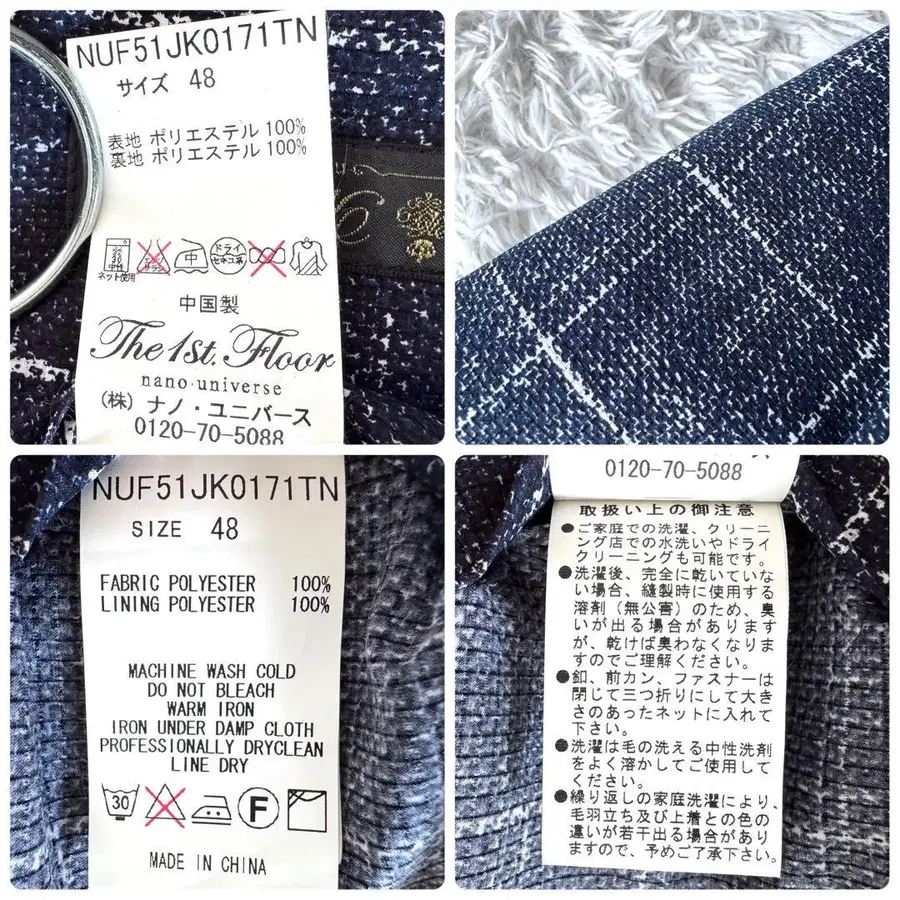 NUF51JK0171TN
サイズ 48
表地 ポリエステル 100%
裏地 ポリエステル 100%
中性
ネット使用
中
ドライ
中国製
The 1st. Floor
nano·universe
(株) ナノ・ユニバース
0120-70-5088
NUF51JK0171TN
SIZE 48
FABRIC POLYESTER 100%
LINING POLYESTER 100%
MACHINE WASH COLD
DO NOT BLEACH
WARM IRON
IRON UNDER DAMP CLOTH
PROFESSIONALLY DRYCLEAN
LINE DRY
30
F
MADE IN CHINA
0120-70-5088
取扱い上の御注意
●ご家庭での洗濯、クリーニ
ング店での水洗いやドライ
クリーニングも可能です。
●洗濯後、完全に乾いていな
い場合、縫製時に使用する
溶剤（無公害）のため、臭
いが出る場合があります
が、乾けば臭わなくなりま
すのでご理解ください。
●釦、前カン、ファスナーは
閉じて三つ折りにして大き
さのあったネットに入れて
下さい。
●洗濯は毛の洗える中性洗剤
をよく溶かしてご使用して
ください。
●繰り返しの家庭洗濯により、
毛羽立ち及び上着との色の
違いが若干出る場合があり
ますので、予めご了承下さい。